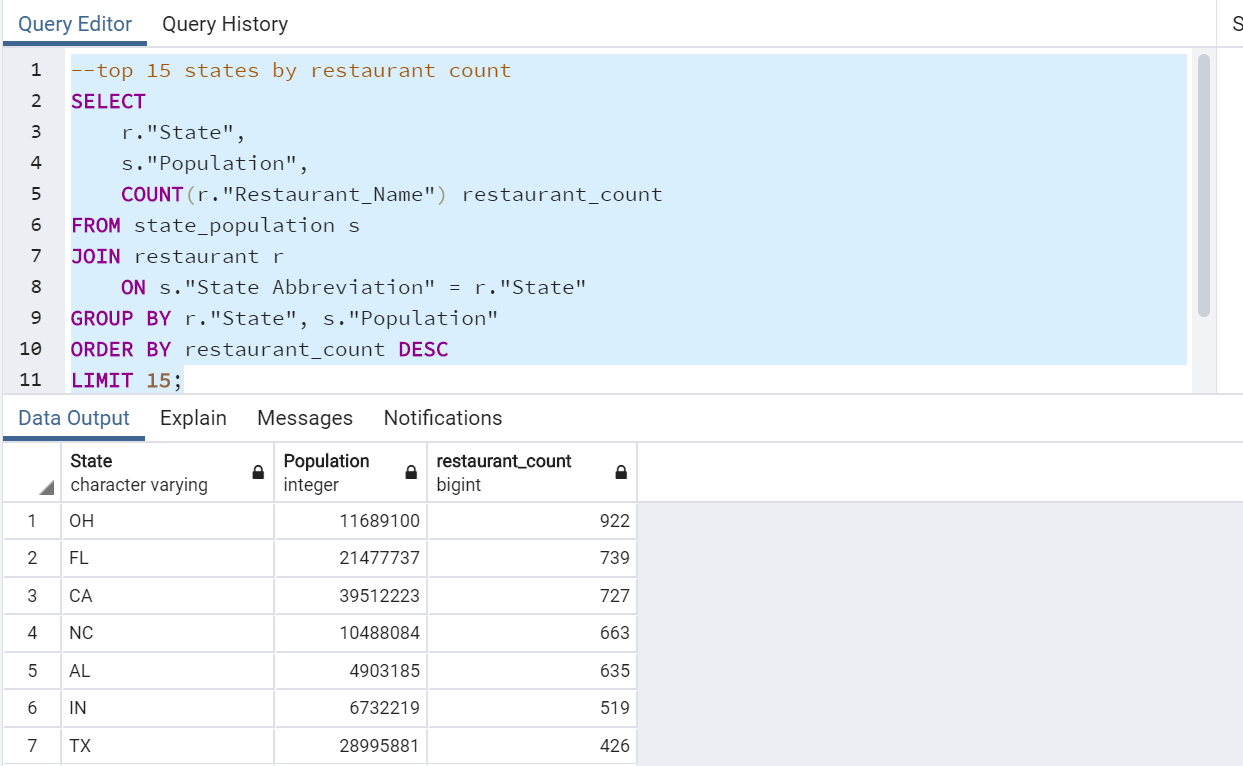 Query Editor Query History S
1 --top 15 states by restaurant count
2 SELECT
3 r."State",
4 s."Population",
5 COUNT(r."Restaurant_Name") restaurant_count
6 FROM state_population s
7 JOIN restaurant r
8 ON s."State Abbreviation" = r."State"
9 GROUP BY r."State", s."Population"
10 ORDER BY restaurant_count DESC
11 LIMIT 15;
Data Output Explain Messages Notifications
State Population restaurant_count
character varying integer bigint
1 OH 11689100 922
2 FL 21477737 739
3 CA 39512223 727
4 NC 10488084 663
5 AL 4903185 635
6 IN 6732219 519
7 TX 28995881 426